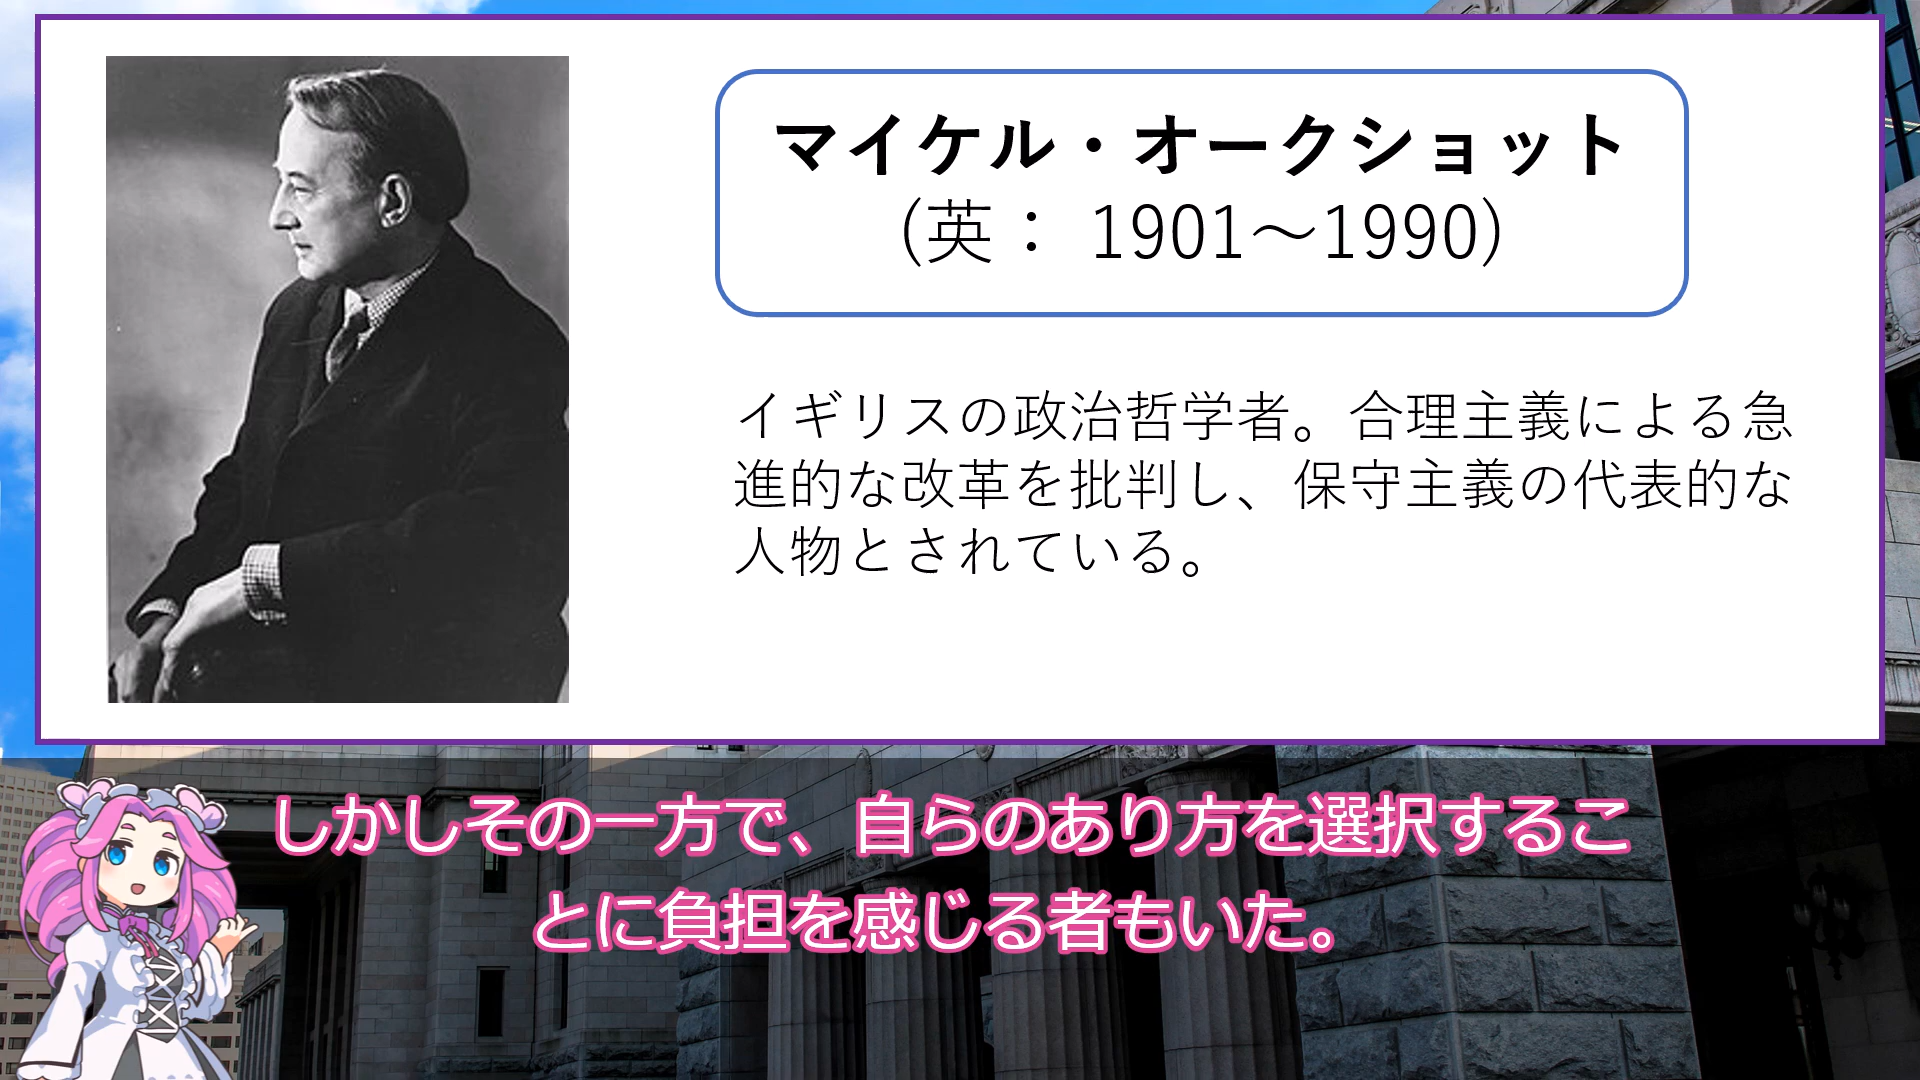 マイケル・オークショット
(英： 1901～1990)
イギリスの政治哲学者。合理主義による急
進的な改革を批判し、保守主義の代表的な
人物とされている。
しかしその一方で、自らのあり方を選択するこ
とに負担を感じる者もいた。